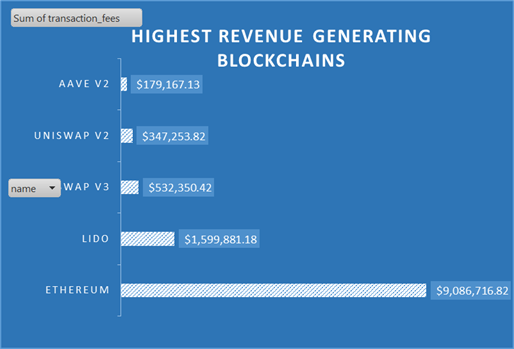 Sum of transaction_fees
HIGHEST REVENUE GENERATING
BLOCKCHAINS
AAVE V2 $179,167.13
UNISWAP V2 $347,253.82
name WAP V3 $532,350.42
LIDO $1,599,881.18
ETHEREUM $9,086,716.82